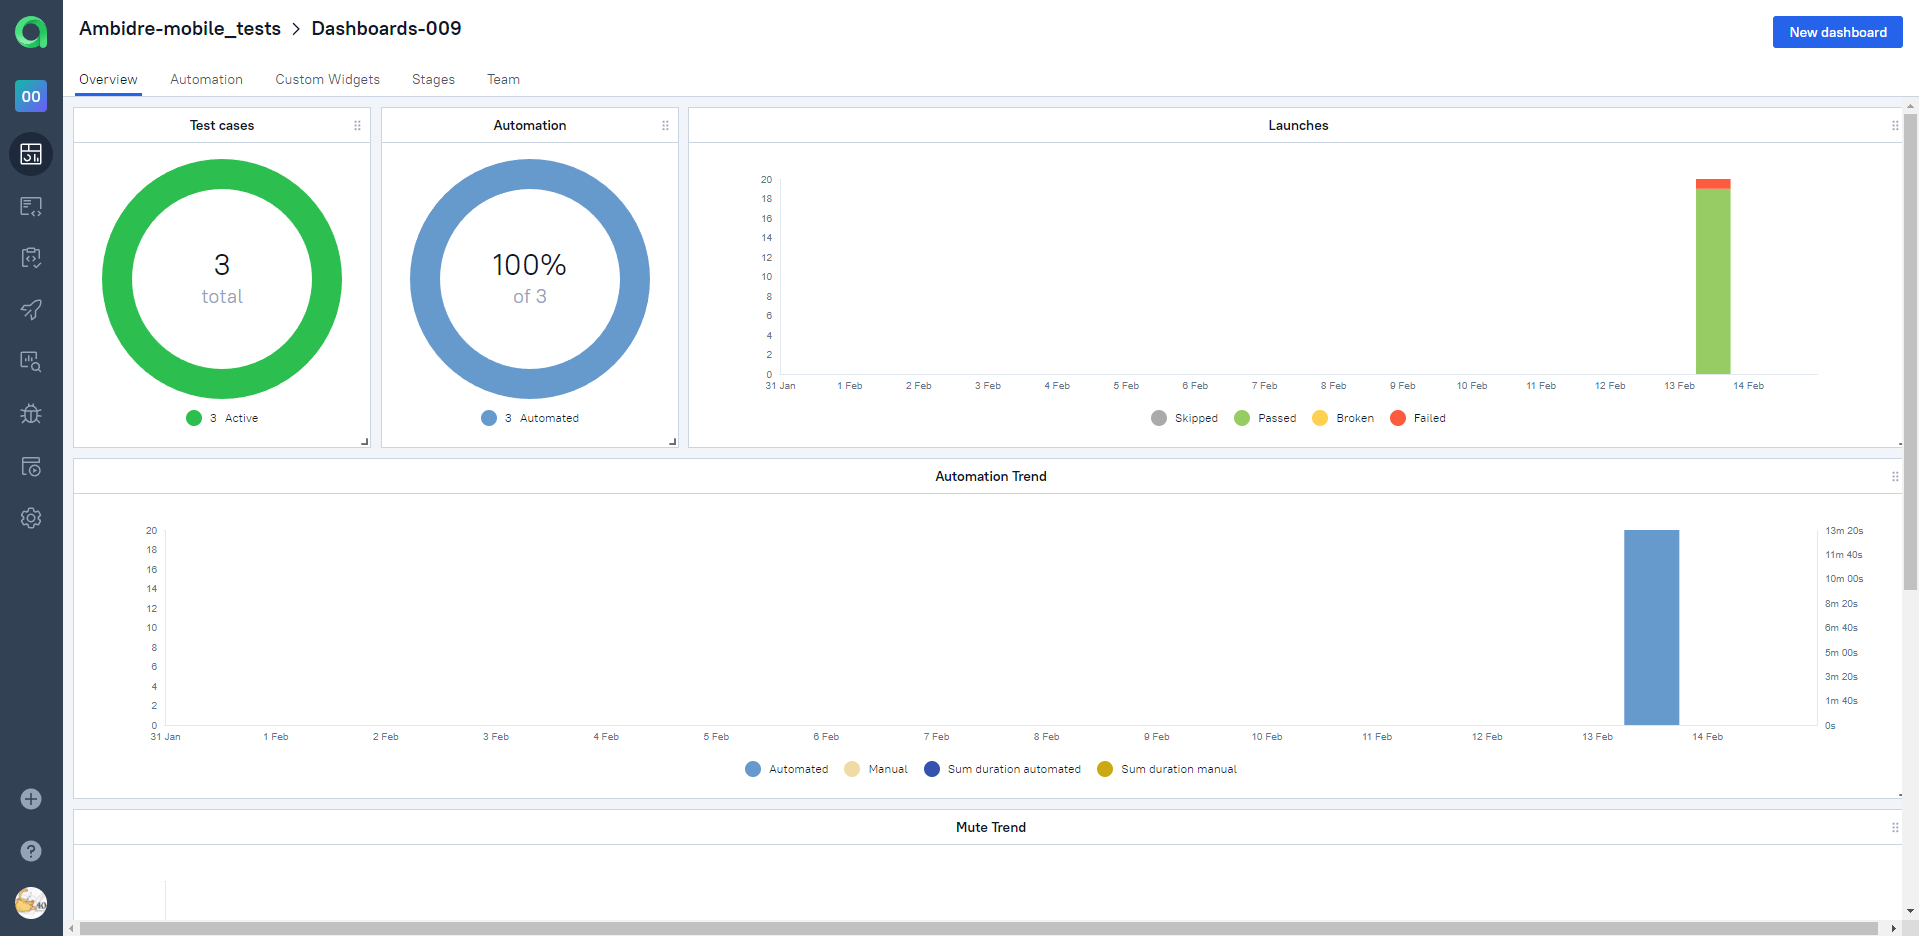 Ambidre-mobile_tests > Dashboards-009
New dashboard
Overview Automation Custom Widgets Stages Team
00
Test cases
3
total
3 Active
Automation
100%
of 3
3 Automated
Launches
20
18
16
14
12
10
8
6
4
2
0
31 Jan 1 Feb 2 Feb 3 Feb 4 Feb 5 Feb 6 Feb 7 Feb 8 Feb 9 Feb 10 Feb 11 Feb 12 Feb 13 Feb 14 Feb
Skipped Passed Broken Failed
Automation Trend
20
18
16
14
12
10
8
6
4
2
0
13m 20s
11m 40s
10m 00s
8m 20s
6m 40s
5m 00s
3m 20s
1m 40s
0s
31 Jan 1 Feb 2 Feb 3 Feb 4 Feb 5 Feb 6 Feb 7 Feb 8 Feb 9 Feb 10 Feb 11 Feb 12 Feb 13 Feb 14 Feb
Automated Manual Sum duration automated Sum duration manual
Mute Trend